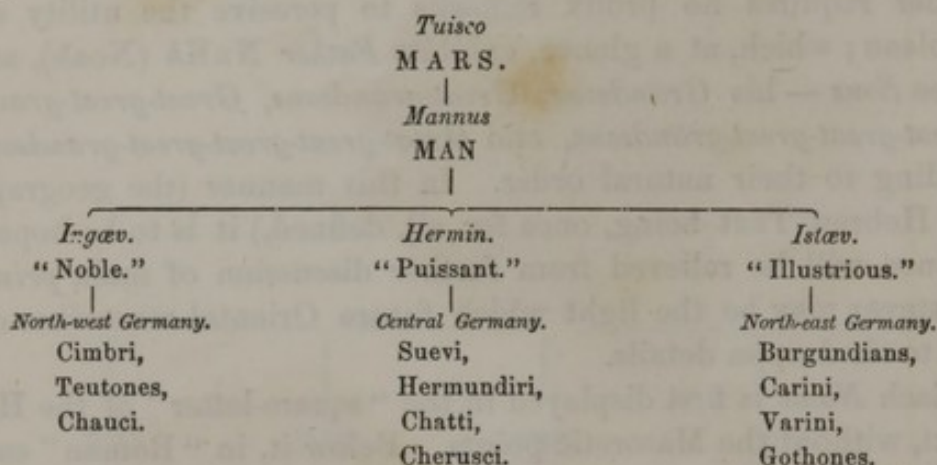 Tuisco
MARS.
Mannus
MAN
Ingæv. Hermin. Istæv.
"Noble." "Puissant." "Illustrious."
North-west Germany. Central Germany. North-east Germany.
Cimbri, Suevi, Burgundians,
Teutones, Hermundiri, Carini,
Chauci. Chatti, Varini,
Cherusci. Gothones.